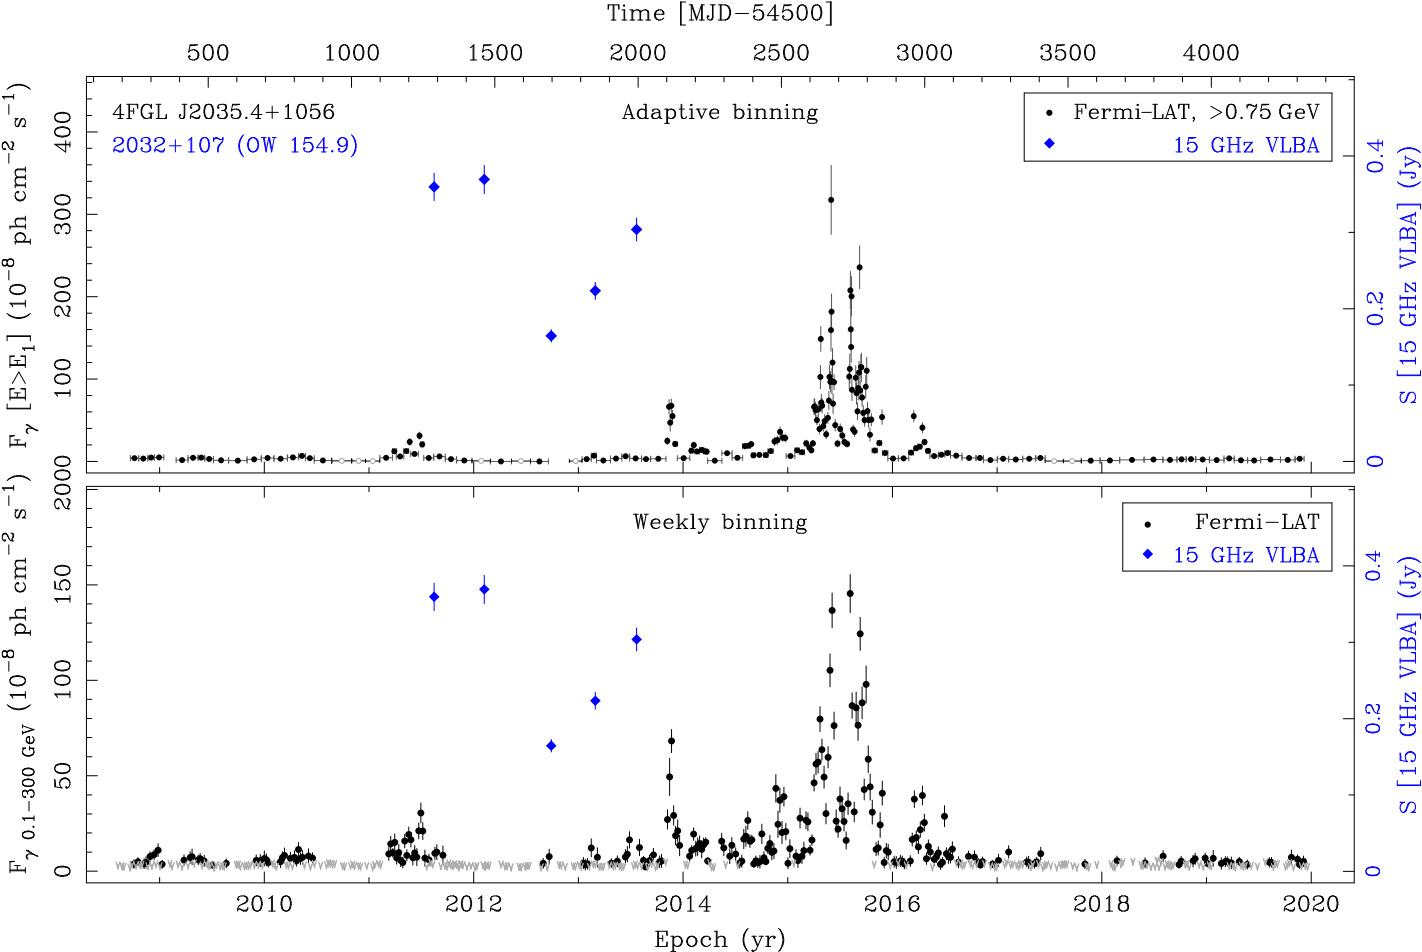 Time [MJD−54500]
500 1000 1500 2000 2500 3000 3500 4000
4FGL J2035.4+1056
2032+107 (OW 154.9)
Adaptive binning
Fermi−LAT, >0.75 GeV
15 GHz VLBA
F_γ [E>E_1] (10^−8 ph cm^−2 s^−1)
400
300
200
100
0
S [15 GHz VLBA] (Jy)
0.4
0.2
0
Weekly binning
Fermi−LAT
15 GHz VLBA
F_γ 0.1−300 GeV (10^−8 ph cm^−2 s^−1)
200
150
100
50
0
S [15 GHz VLBA] (Jy)
0.4
0.2
0
2010 2012 2014 2016 2018 2020
Epoch (yr)